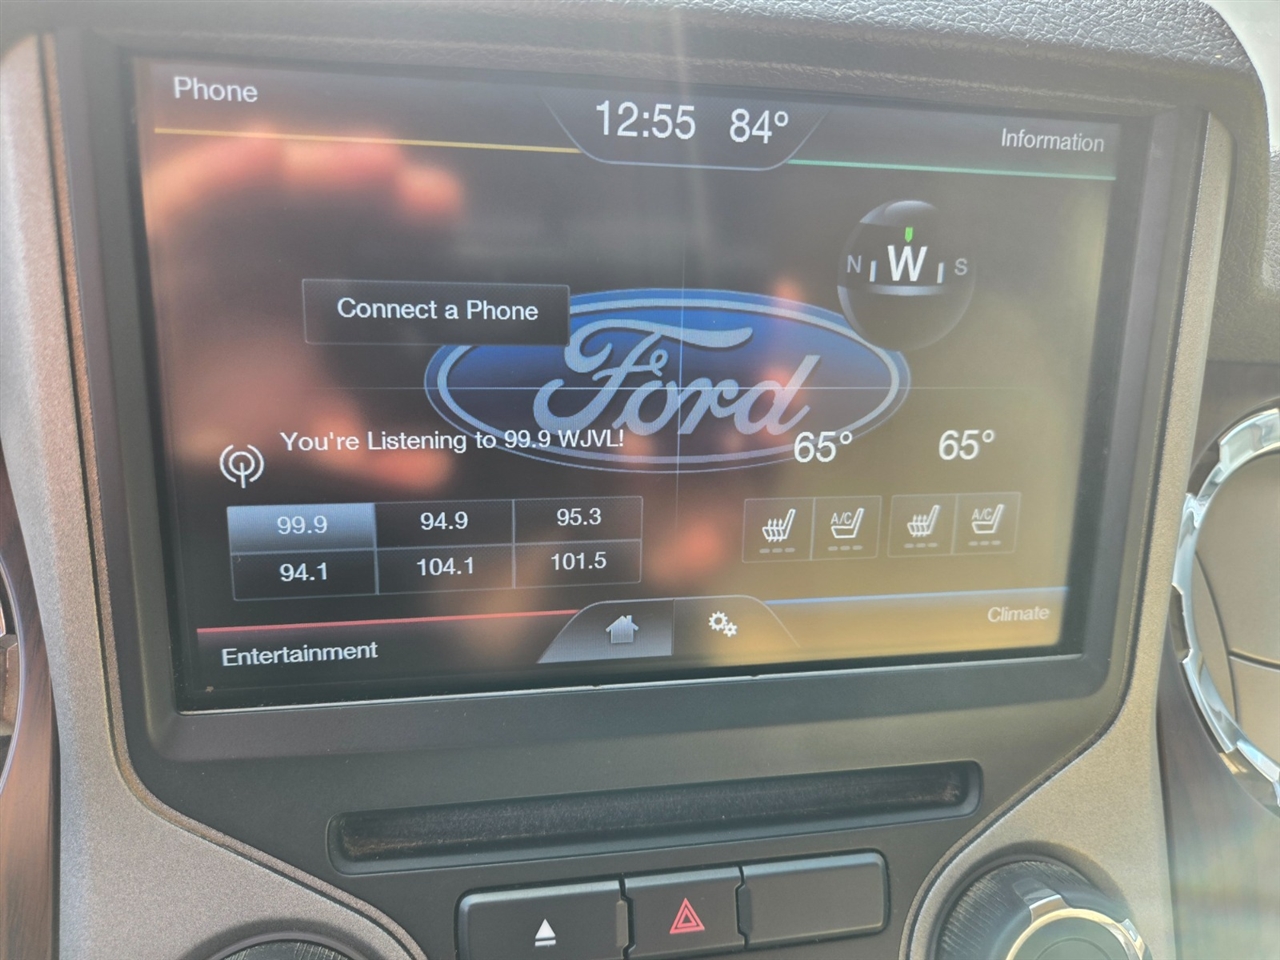 Phone
12:55 84°
Information
N W S
Connect a Phone
Ford
You're Listening to 99.9 WJVL!
65° 65°
99.9 94.9 95.3
A/C A/C
94.1 104.1 101.5
Climate
Entertainment